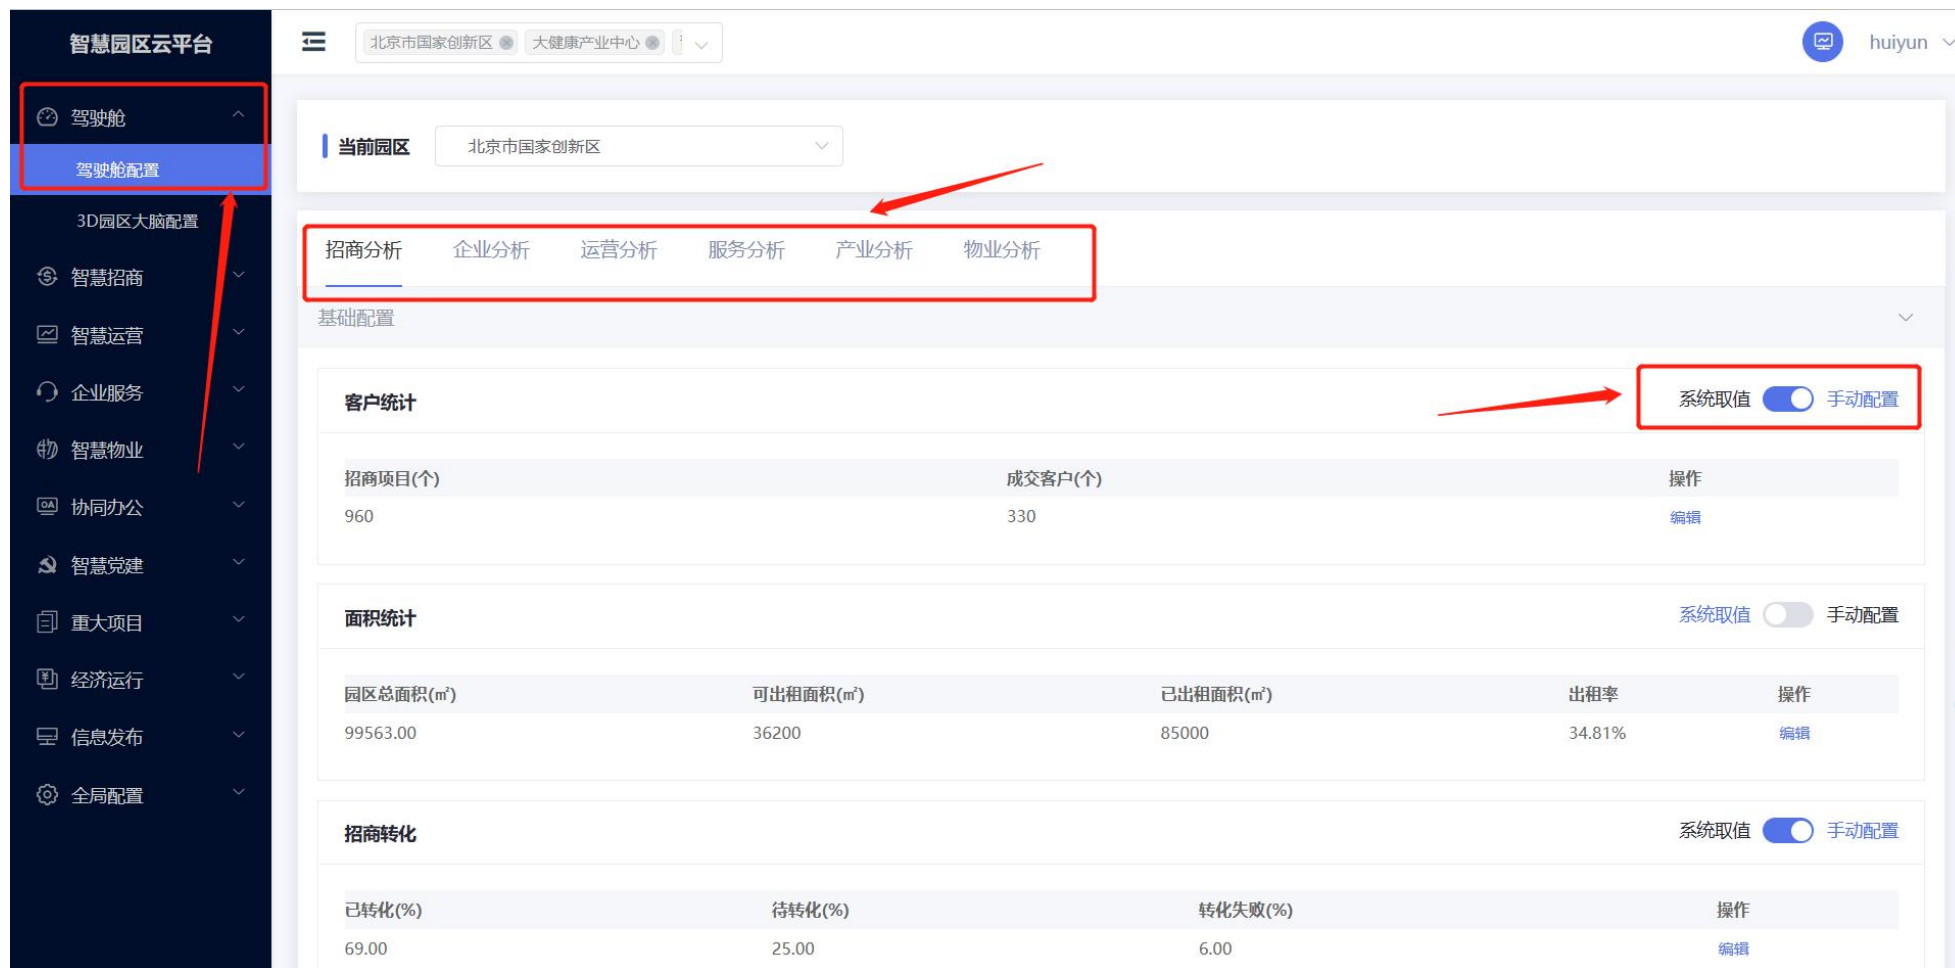 智慧园区云平台
北京市国家创新区 大健康产业中心
huiyun
驾驶舱
驾驶舱配置
3D园区大脑配置
智慧招商
智慧运营
企业服务
智慧物业
协同办公
智慧党建
重大项目
经济运行
信息发布
全局配置
当前园区 北京市国家创新区
招商分析 企业分析 运营分析 服务分析 产业分析 物业分析
基础配置
客户统计 系统取值 手动配置
招商项目(个) 成交客户(个) 操作
960 330 编辑
面积统计 系统取值 手动配置
园区总面积(㎡) 可出租面积(㎡) 已出租面积(㎡) 出租率 操作
99563.00 36200 85000 34.81% 编辑
招商转化 系统取值 手动配置
已转化(%) 待转化(%) 转化失败(%) 操作
69.00 25.00 6.00 编辑